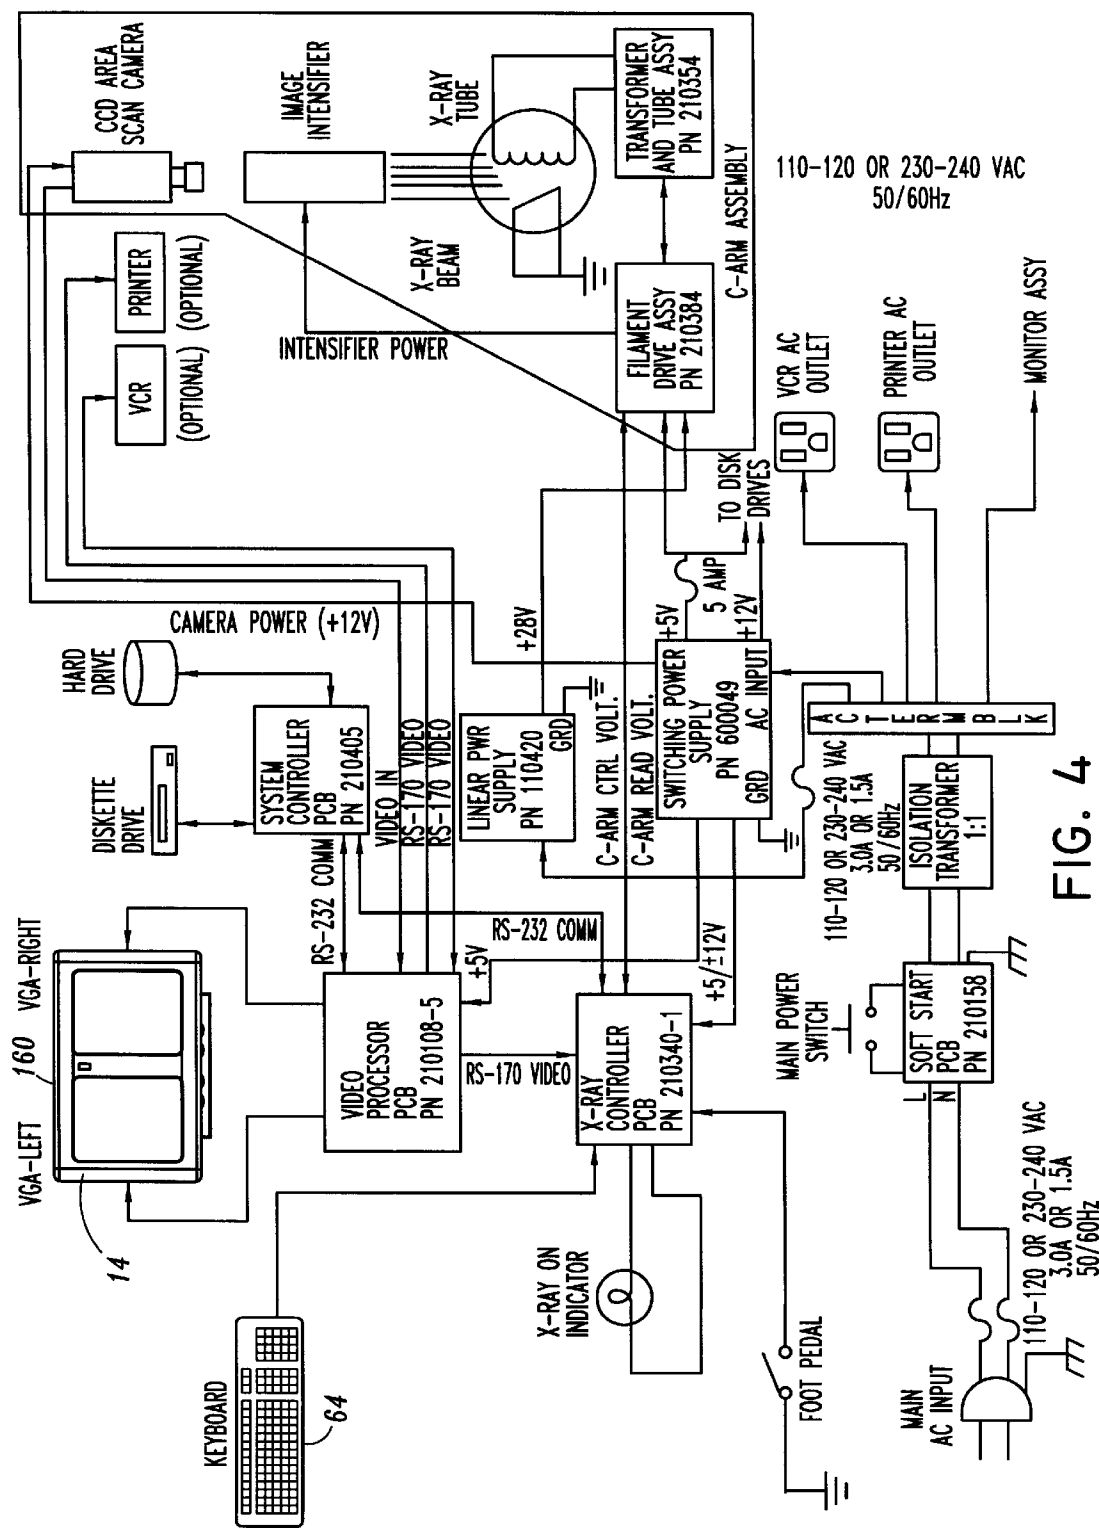 VGA-LEFT
160
VGA-RIGHT
14
KEYBOARD
64
DISKETTE
DRIVE
HARD
DRIVE
VCR
(OPTIONAL)
PRINTER
(OPTIONAL)
CCD AREA
SCAN CAMERA
CAMERA POWER (+12V)
SYSTEM
CONTROLLER
PCB
PN 210405
RS-232 COMM
VIDEO IN
RS-170 VIDEO
RS-170 VIDEO
VIDEO
PROCESSOR
PCB
PN 210108-5
+5V
RS-170 VIDEO
RS-232 COMM
IMAGE
INTENSIFIER
INTENSIFIER POWER
X-RAY
BEAM
X-RAY
TUBE
LINEAR PWR
SUPPLY
PN 110420
GRD
+28V
X-RAY ON
INDICATOR
X-RAY
CONTROLLER
PCB
PN 210340-1
C-ARM CTRL VOLT.
C-ARM READ VOLT.
FILAMENT
DRIVE ASSY
PN 210384
TRANSFORMER
AND TUBE ASSY
PN 210354
C-ARM ASSEMBLY
SWITCHING POWER
SUPPLY
PN 600049
GRD
AC INPUT
+5V
5 AMP
+12V
TO DISK
DRIVES
+5/±12V
FOOT PEDAL
MAIN POWER
SWITCH
110-120 OR 230-240 VAC
3.0A OR 1.5A
50/60Hz
VCR AC
OUTLET
110-120 OR 230-240 VAC
50/60Hz
MAIN
AC INPUT
L
N
SOFT START
PCB
PN 210158
ISOLATION
TRANSFORMER
1:1
A
C
T
E
R
M
B
L
K
PRINTER AC
OUTLET
MONITOR ASSY
110-120 OR 230-240 VAC
3.0A OR 1.5A
50/60Hz
FIG. 4